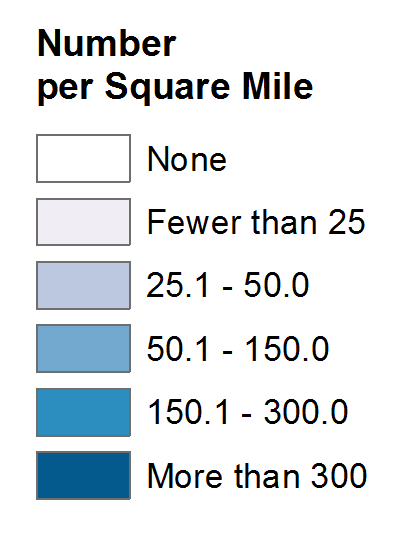 Number
per Square Mile
None
Fewer than 25
25.1 - 50.0
50.1 - 150.0
150.1 - 300.0
More than 300